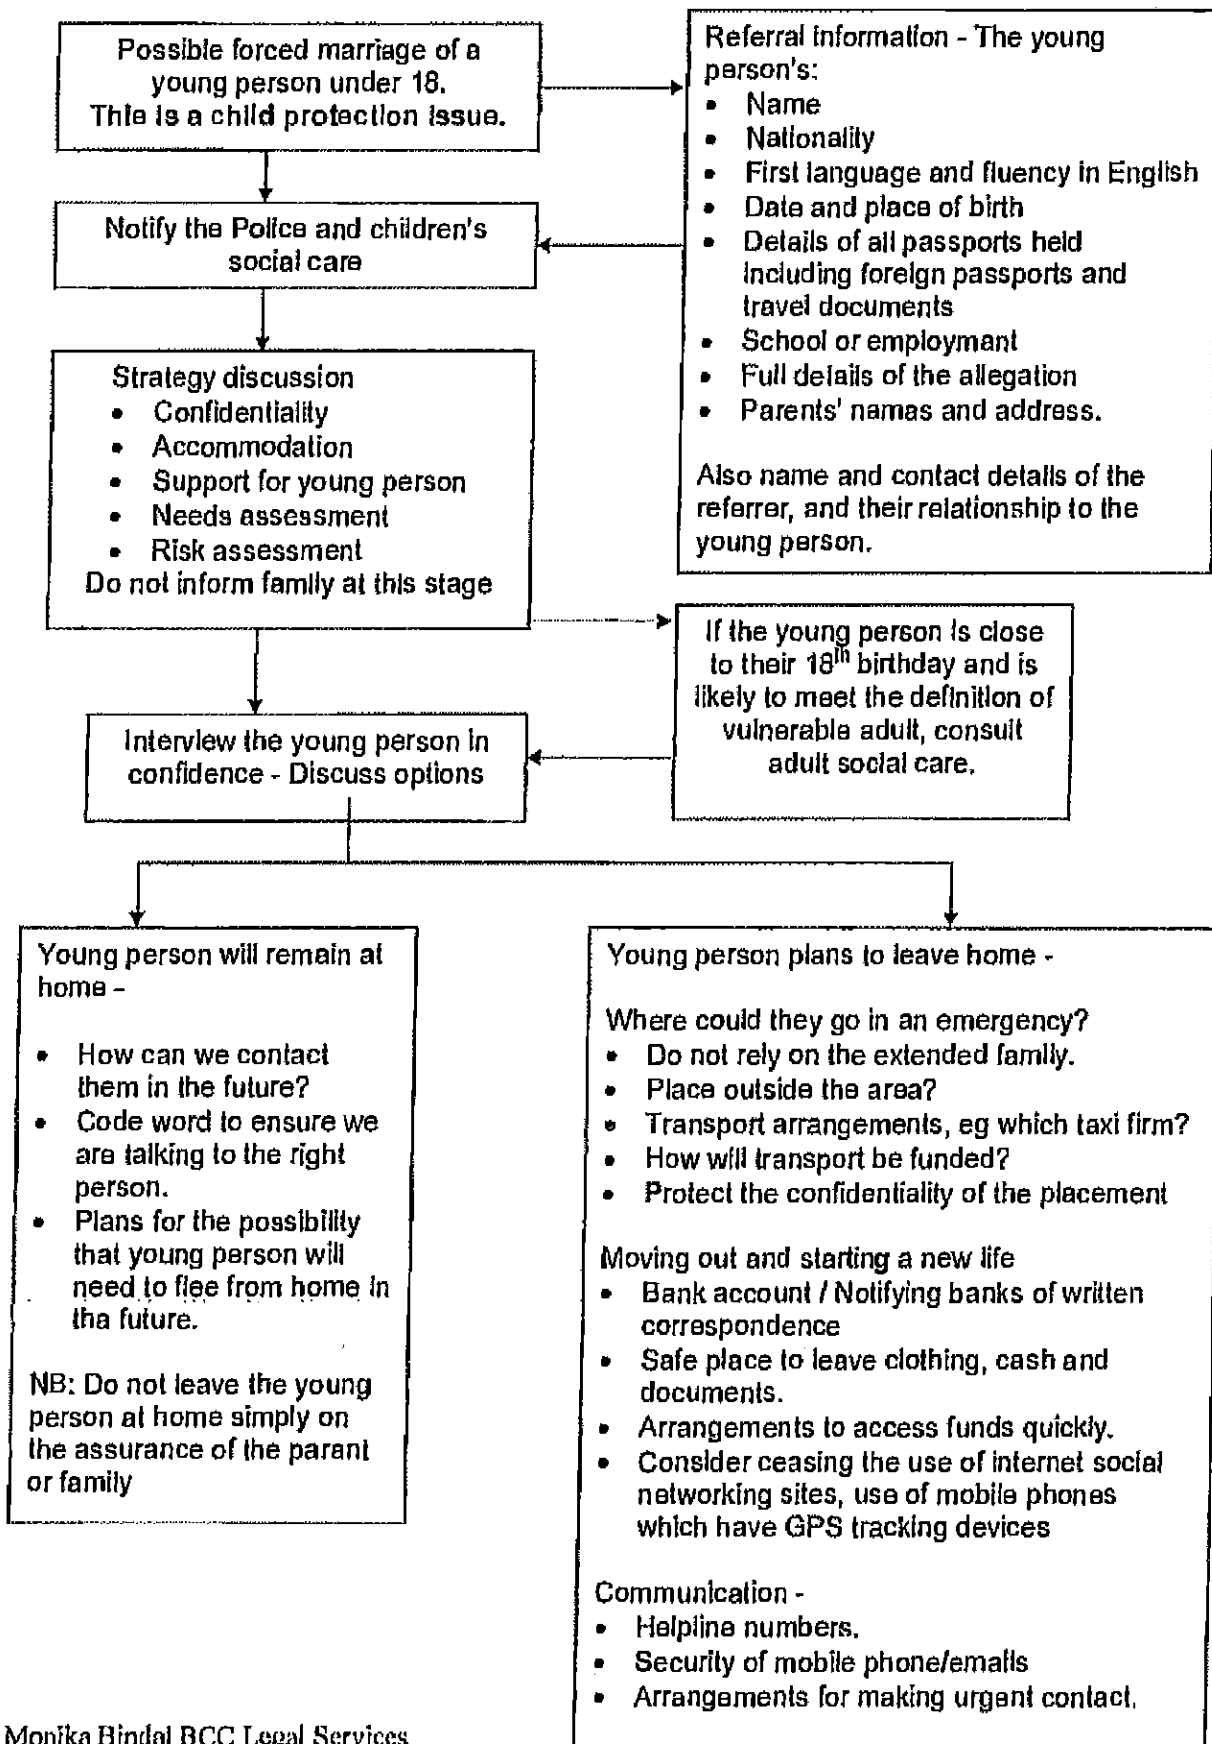 Possible forced marriage of a
young person under 18.
This is a child protection issue.
Referral information - The young
person's:
• Name
• Nationality
• First language and fluency in English
• Date and place of birth
• Details of all passports held
including foreign passports and
travel documents
• School or employmant
• Full details of the allegation
• Parents' namas and address.
Also name and contact details of the
referrer, and their relationship to the
young person.
Notify the Police and children's
social care
Strategy discussion
• Confidentiality
• Accommodation
• Support for young person
• Needs assessment
• Risk assessment
Do not inform family at this stage
If the young person is close
to their 18th birthday and is
likely to meet the definition of
vulnerable adult, consult
adult social care.
Interview the young person in
confidence - Discuss options
Young person will remain at
home -
• How can we contact
them in the future?
• Code word to ensure we
are talking to the right
person.
• Plans for the possibility
that young person will
need to flee from home in
tha future.
NB: Do not leave the young
person at home simply on
the assurance of the parant
or family
Young person plans to leave home -
Where could they go in an emergency?
• Do not rely on the extended family.
• Place outside the area?
• Transport arrangements, eg which taxi firm?
• How will transport be funded?
• Protect the confidentiality of the placement
Moving out and starting a new life
• Bank account / Notifying banks of written
correspondence
• Safe place to leave clothing, cash and
documents.
• Arrangements to access funds quickly.
• Consider ceasing the use of internet social
networking sites, use of mobile phones
which have GPS tracking devices
Communication -
• Helpline numbers.
• Security of mobile phone/emails
• Arrangements for making urgent contact.
Monika Bindal BCC Legal Services